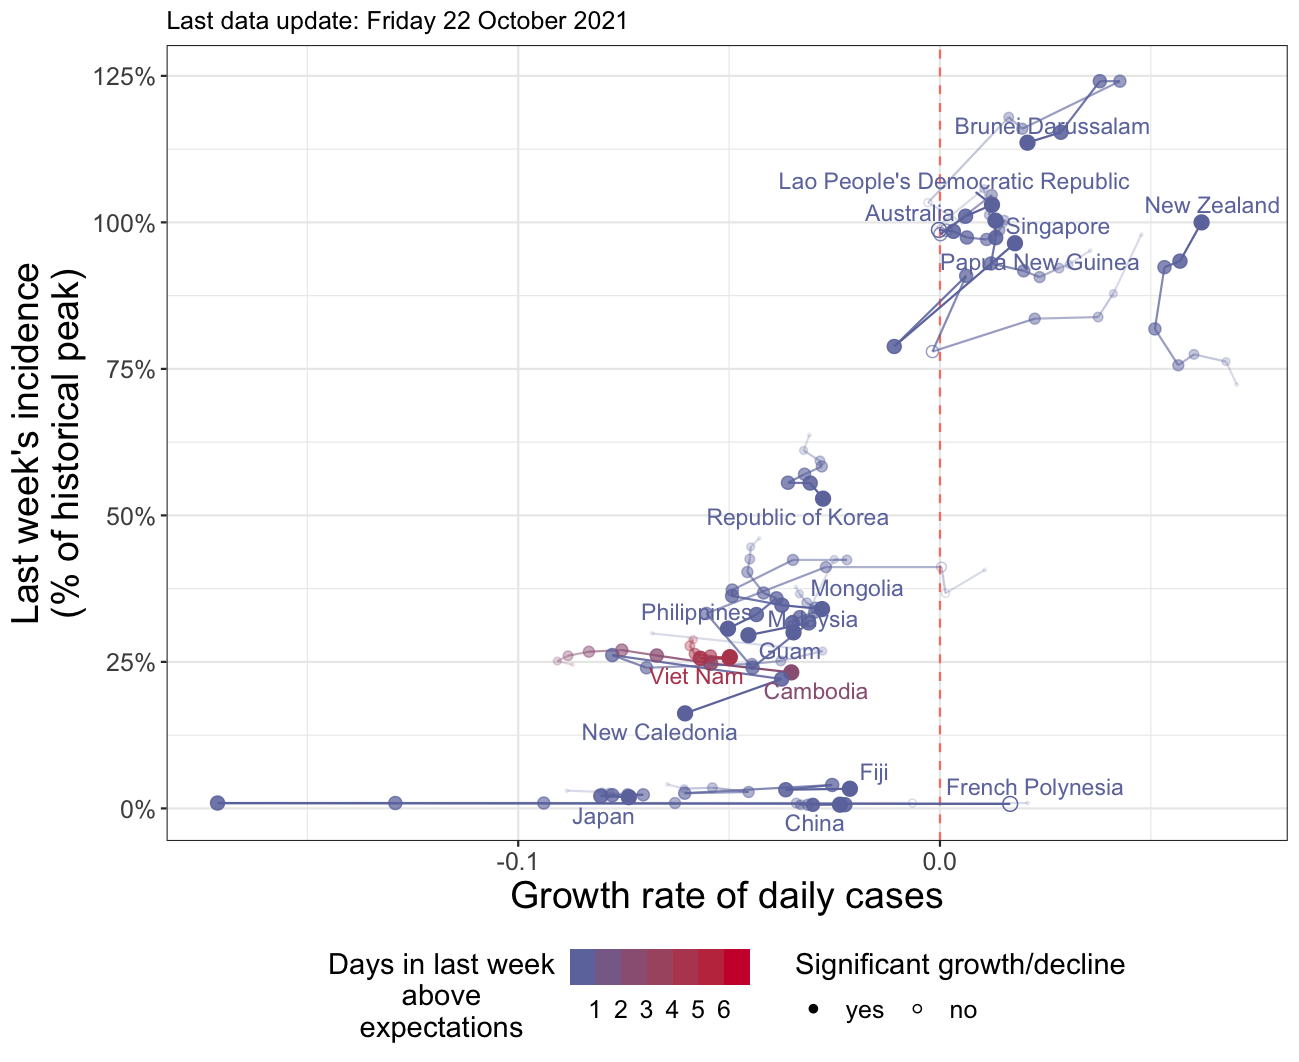 Last data update: Friday 22 October 2021
125%
100%
75%
50%
25%
0%
Last week's incidence
(% of historical peak)
Brunei Darussalam
Lao People's Democratic Republic
New Zealand
Australia
Singapore
Papua New Guinea
Republic of Korea
Mongolia
Philippines
Malaysia
Guam
Viet Nam
Cambodia
New Caledonia
Fiji
French Polynesia
Japan
China
-0.1
0.0
Growth rate of daily cases
Days in last week
above
expectations
1 2 3 4 5 6
Significant growth/decline
yes no